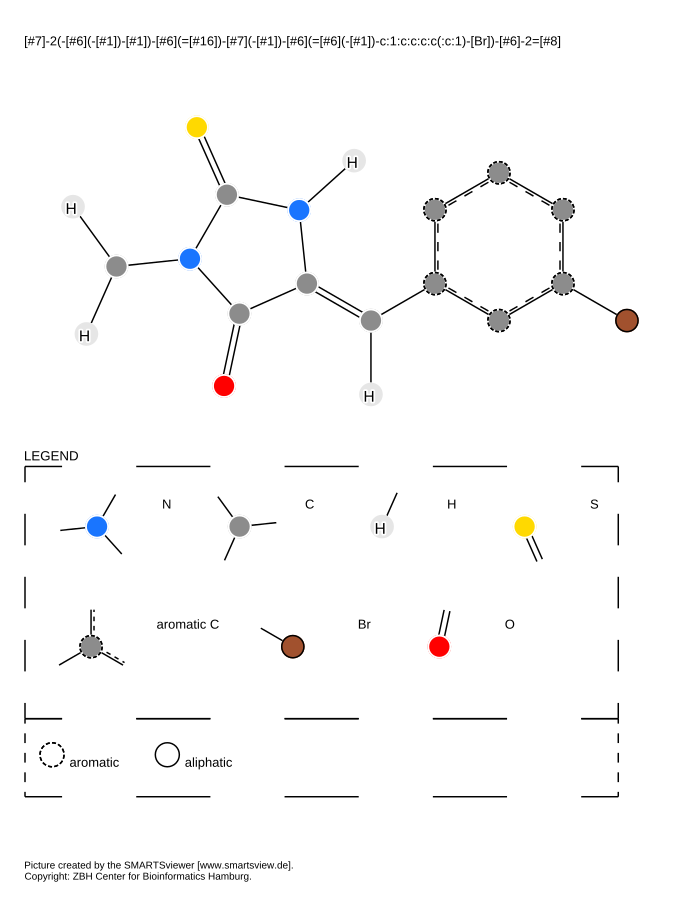 [#7]-2(-[#6](-[#1])-[#1])-[#6](=[#16])-[#7](-[#1])-[#6](=[#6](-[#1])-c:1:c:c:c:c(:c:1)-[Br])-[#6]-2=[#8]
H
H
H
H
LEGEND
N C H S
H
aromatic C Br O
aromatic aliphatic
Picture created by the SMARTSviewer [www.smartsview.de].
Copyright: ZBH Center for Bioinformatics Hamburg.